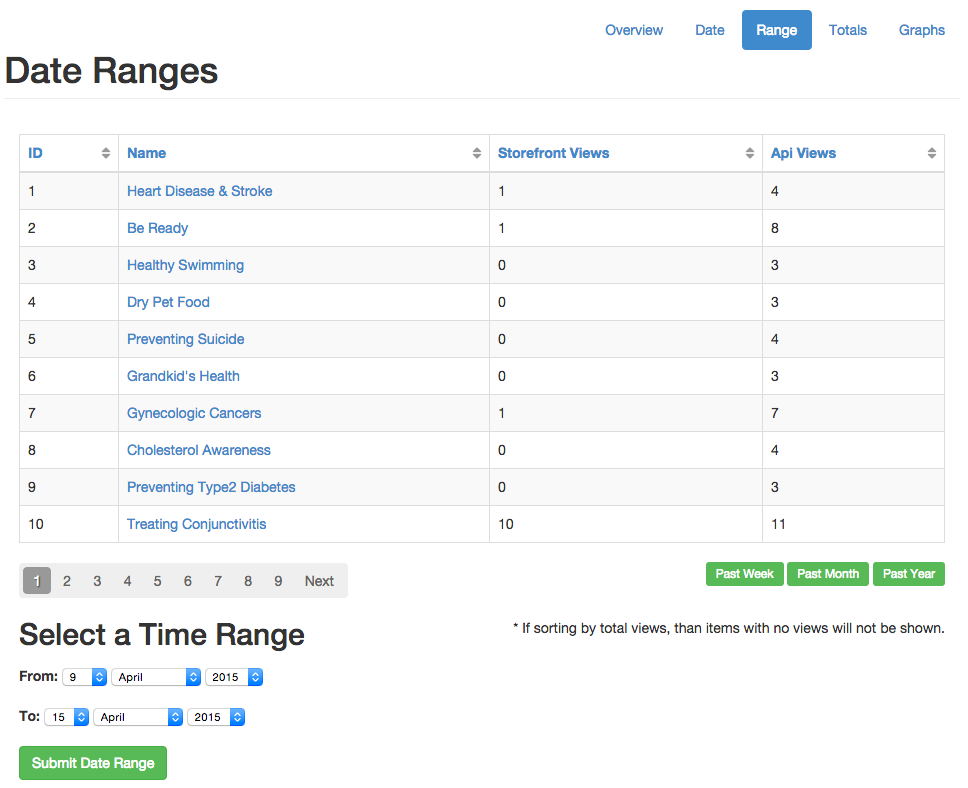 Overview Date Range Totals Graphs
Date Ranges
ID Name Storefront Views Api Views
1 Heart Disease & Stroke 1 4
2 Be Ready 1 8
3 Healthy Swimming 0 3
4 Dry Pet Food 0 3
5 Preventing Suicide 0 4
6 Grandkid's Health 0 3
7 Gynecologic Cancers 1 7
8 Cholesterol Awareness 0 4
9 Preventing Type2 Diabetes 0 3
10 Treating Conjunctivitis 10 11
1 2 3 4 5 6 7 8 9 Next Past Week Past Month Past Year
Select a Time Range * If sorting by total views, than items with no views will not be shown.
From: 9 April 2015
To: 15 April 2015
Submit Date Range